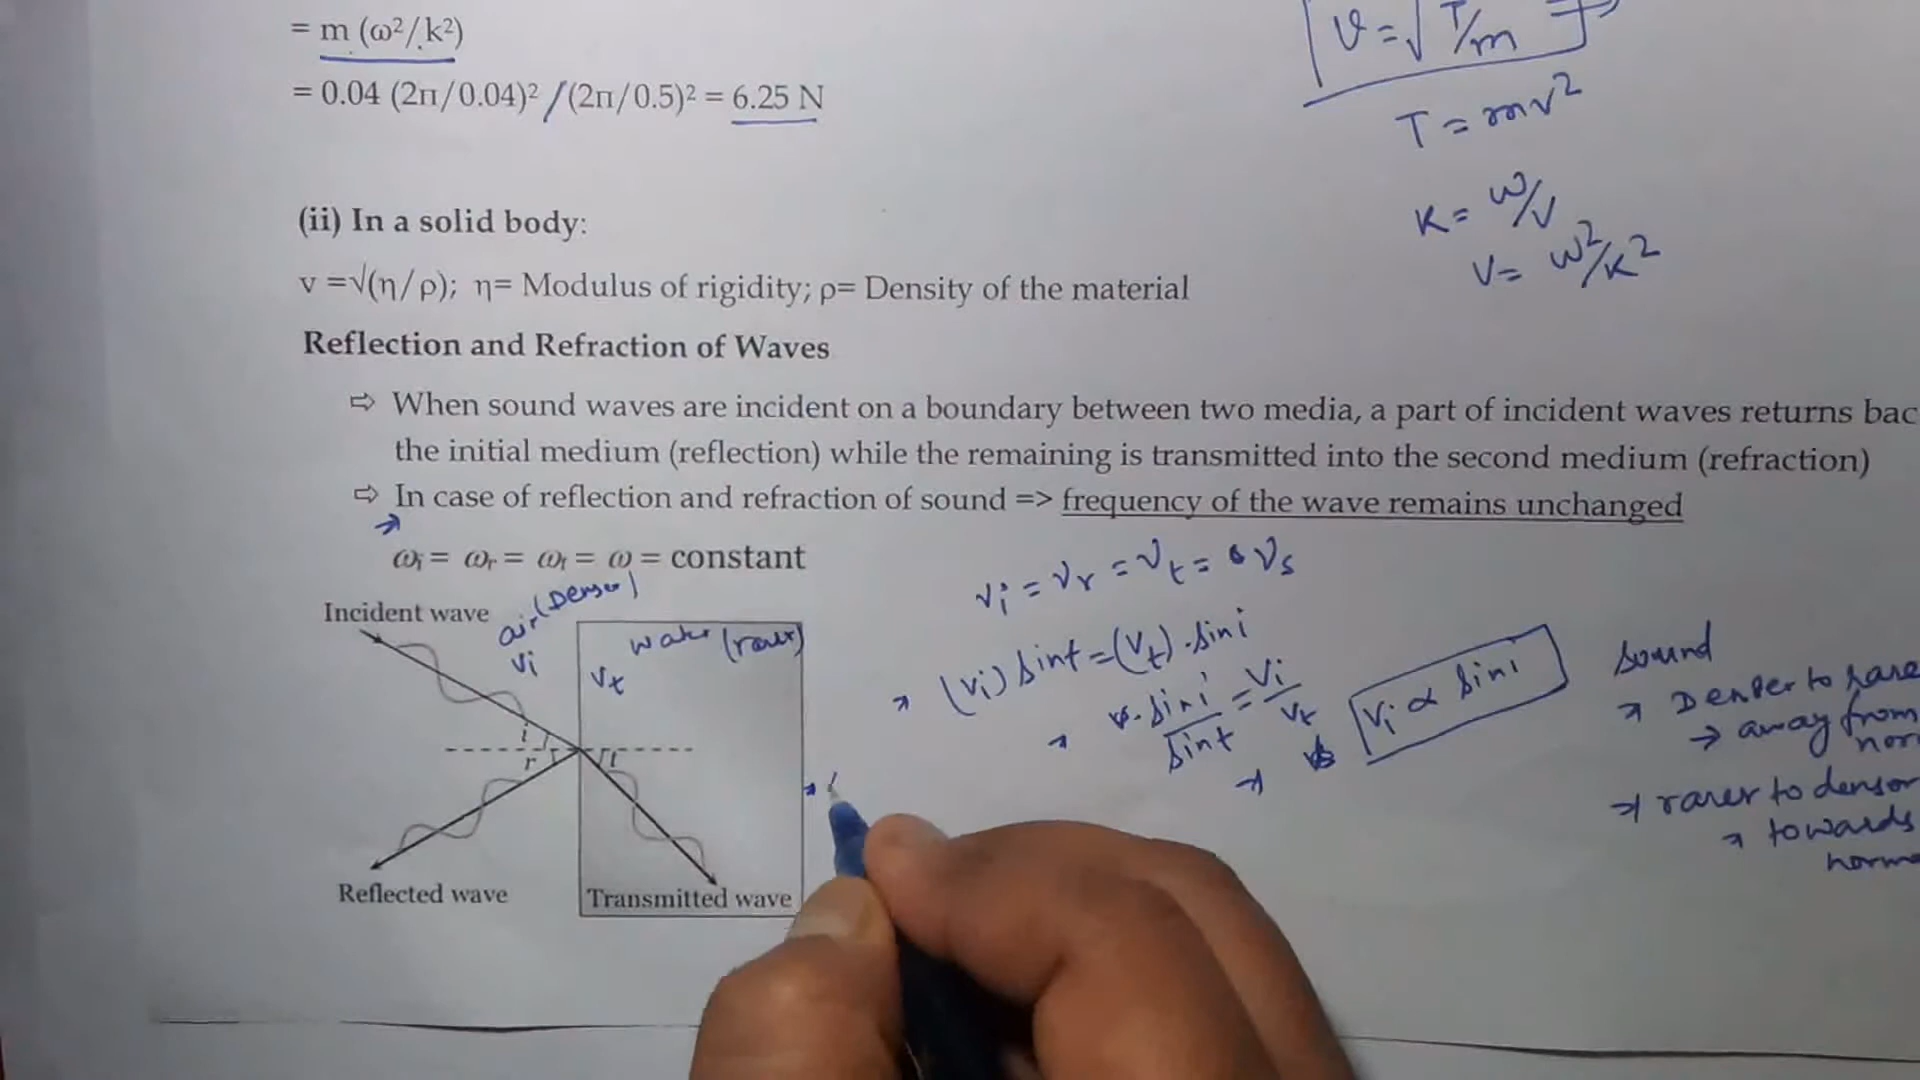 = m (ω²/k²)
= 0.04 (2π/0.04)² / (2π/0.5)² = 6.25 N
v = √T/m
T = mv²
K = ω/v
V = ω²/K²
(ii) In a solid body:
v =√(η/ρ); η= Modulus of rigidity; ρ= Density of the material
Reflection and Refraction of Waves
⇨ When sound waves are incident on a boundary between two media, a part of incident waves returns bac
the initial medium (reflection) while the remaining is transmitted into the second medium (refraction)
⇨ In case of reflection and refraction of sound => frequency of the wave remains unchanged
ωi = ωr = ωt = ω = constant
νi = νr = νt = νs
Incident wave
air (Denser)
Vi
water (rarer)
Vt
i
r
t
Reflected wave
Transmitted wave
→ (Vi) sint = (Vt) . sini
→ sini/sint = Vi/Vt
→ Vi ∝ sini
Sound
→ Denser to rare
→ away from
nor
→ rarer to denser
→ towards
norma